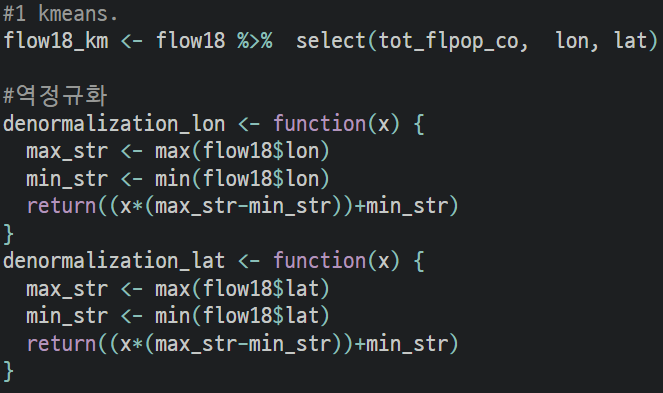 #1 kmeans.
flow18_km <- flow18 %>%  select(tot_flpop_co,  lon, lat)
#역정규화
denormalization_lon <- function(x) {
  max_str <- max(flow18$lon)
  min_str <- min(flow18$lon)
  return((x*(max_str-min_str))+min_str)
}
denormalization_lat <- function(x) {
  max_str <- max(flow18$lat)
  min_str <- min(flow18$lat)
  return((x*(max_str-min_str))+min_str)
}